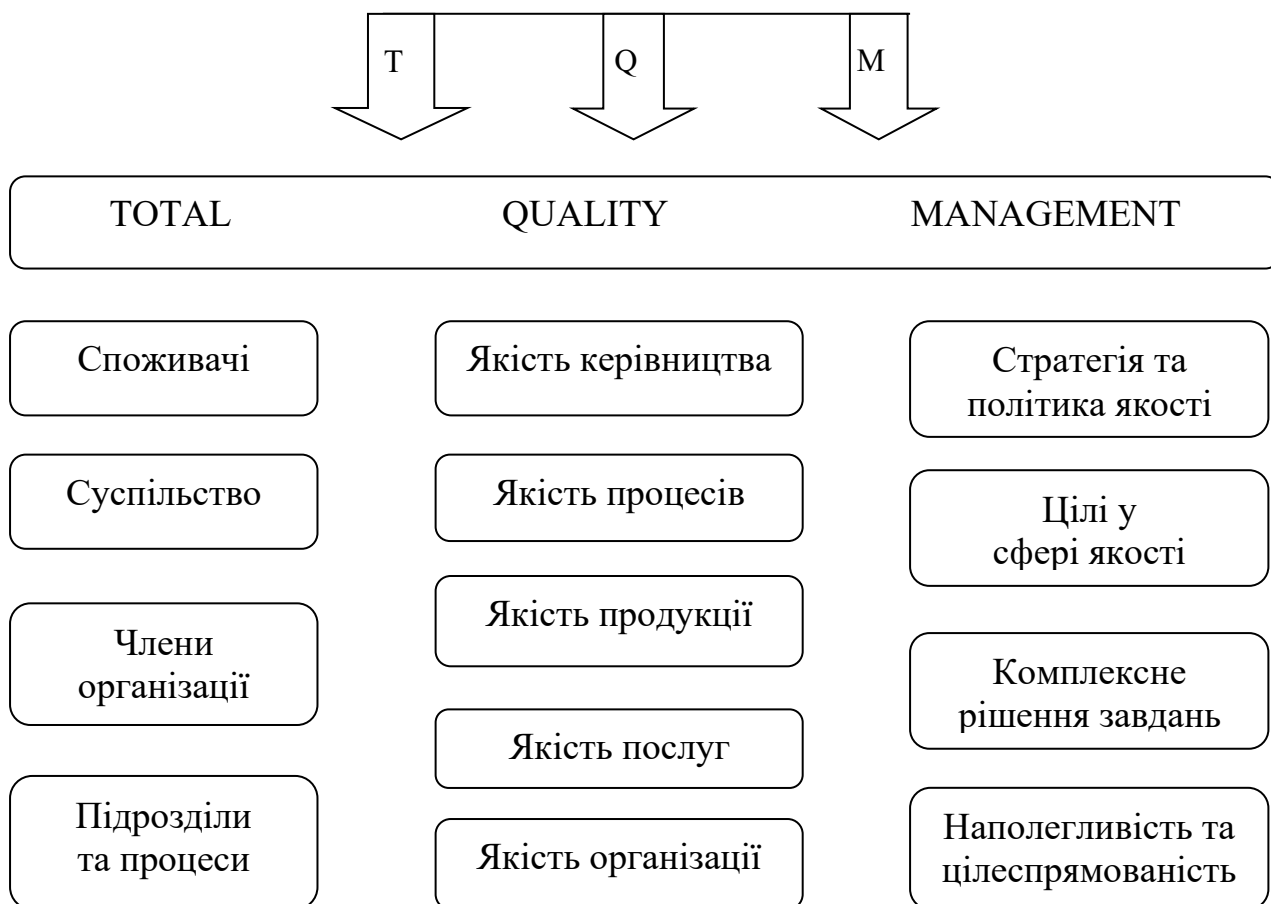 T
Q
M
TOTAL
QUALITY
MANAGEMENT
Споживачі
Суспільство
Члени
організації
Підрозділи
та процеси
Якість керівництва
Якість процесів
Якість продукції
Якість послуг
Якість організації
Стратегія та
політика якості
Цілі у
сфері якості
Комплексне
рішення завдань
Наполегливість та
цілеспрямованість